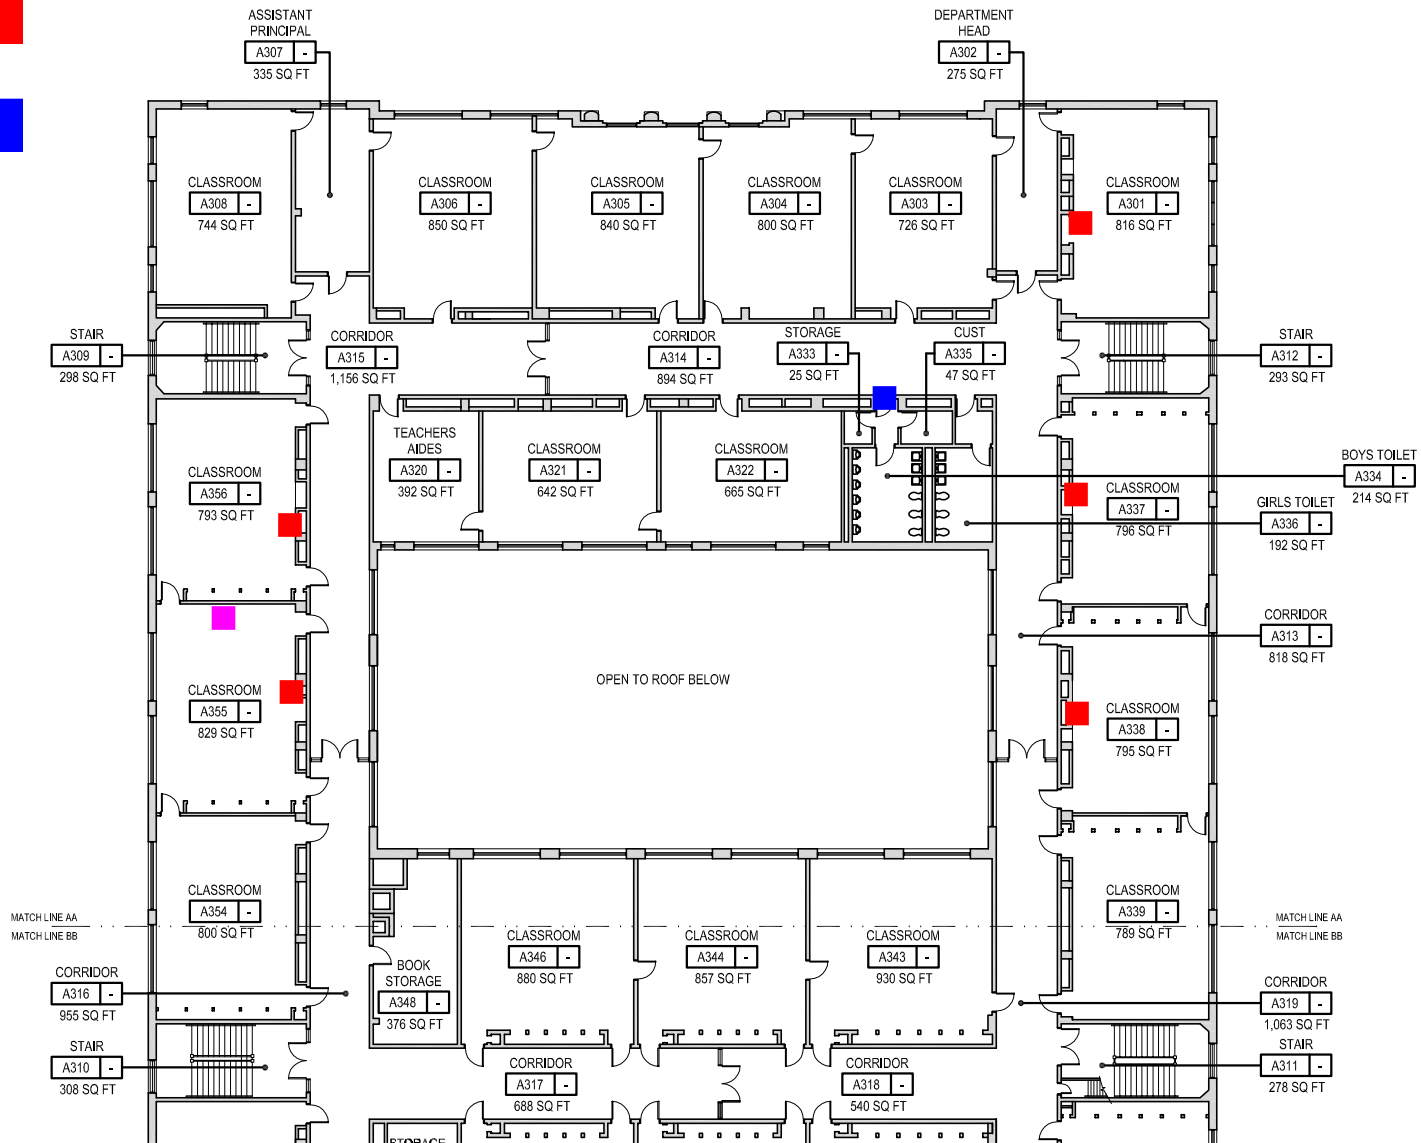 ASSISTANT
PRINCIPAL
A307 -
335 SQ FT
DEPARTMENT
HEAD
A302 -
275 SQ FT
CLASSROOM
A308 -
744 SQ FT
CLASSROOM
A306 -
850 SQ FT
CLASSROOM
A305 -
840 SQ FT
CLASSROOM
A304 -
800 SQ FT
CLASSROOM
A303 -
726 SQ FT
CLASSROOM
A301 -
816 SQ FT
STAIR
A309 -
298 SQ FT
CORRIDOR
A315 -
1,156 SQ FT
CORRIDOR
A314 -
894 SQ FT
STORAGE
A333 -
25 SQ FT
CUST
A335 -
47 SQ FT
STAIR
A312 -
293 SQ FT
TEACHERS
AIDES
A320 -
392 SQ FT
CLASSROOM
A321 -
642 SQ FT
CLASSROOM
A322 -
665 SQ FT
BOYS TOILET
A334 -
214 SQ FT
CLASSROOM
A356 -
793 SQ FT
CLASSROOM
A337 -
796 SQ FT
GIRLS TOILET
A336 -
192 SQ FT
CORRIDOR
A313 -
818 SQ FT
OPEN TO ROOF BELOW
CLASSROOM
A355 -
829 SQ FT
CLASSROOM
A338 -
795 SQ FT
CLASSROOM
A354 -
800 SQ FT
CLASSROOM
A339 -
789 SQ FT
MATCH LINE AA
MATCH LINE BB
MATCH LINE AA
MATCH LINE BB
CLASSROOM
A346 -
880 SQ FT
CLASSROOM
A344 -
857 SQ FT
CLASSROOM
A343 -
930 SQ FT
BOOK
STORAGE
A348 -
376 SQ FT
CORRIDOR
A316 -
955 SQ FT
CORRIDOR
A319 -
1,063 SQ FT
STAIR
A310 -
308 SQ FT
CORRIDOR
A317 -
688 SQ FT
CORRIDOR
A318 -
540 SQ FT
STAIR
A311 -
278 SQ FT
STORAGE